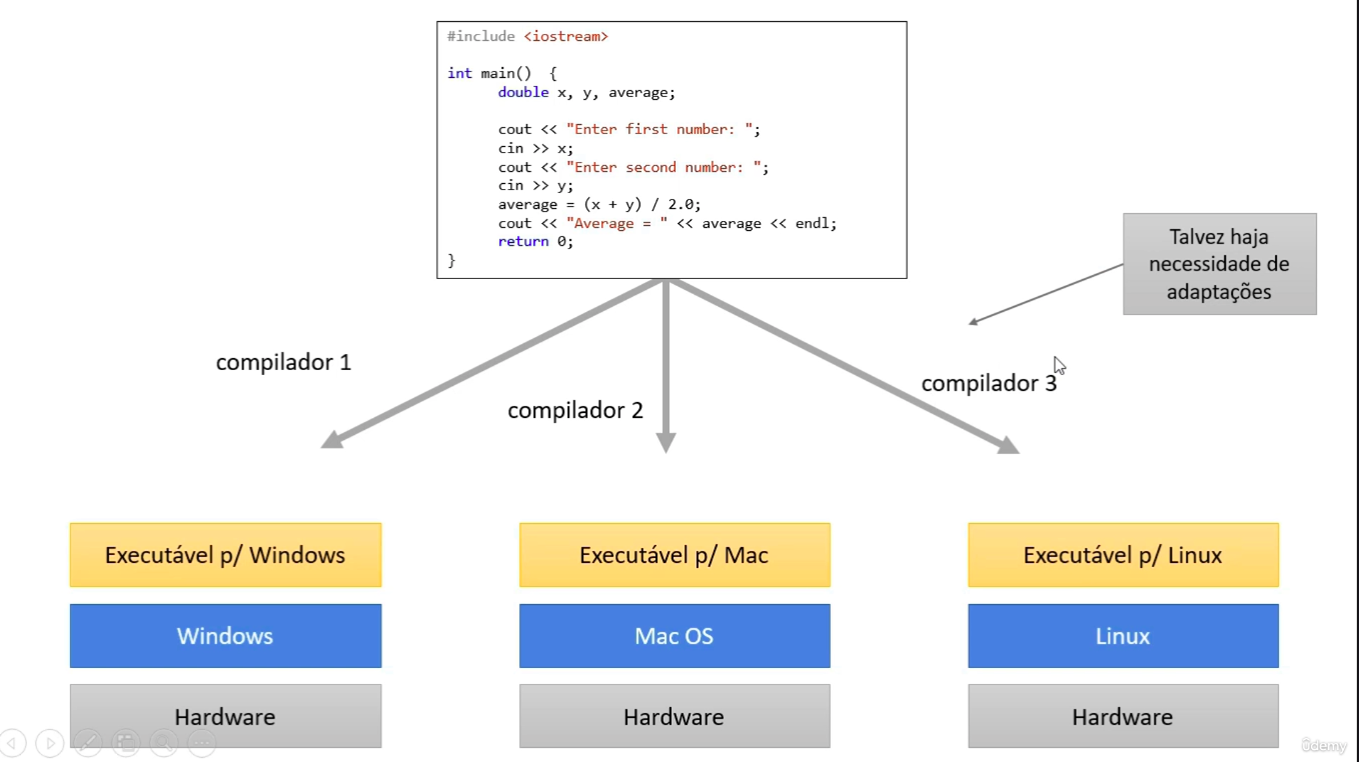 #include <iostream>
int main()  {
double x, y, average;
cout << "Enter first number: ";
cin >> x;
cout << "Enter second number: ";
cin >> y;
average = (x + y) / 2.0;
cout << "Average = " << average << endl;
return 0;
}
Talvez haja
necessidade de
adaptações
compilador 1
compilador 2
compilador 3
Executável p/ Windows
Executável p/ Mac
Executável p/ Linux
Windows
Mac OS
Linux
Hardware
Hardware
Hardware
ûdemy